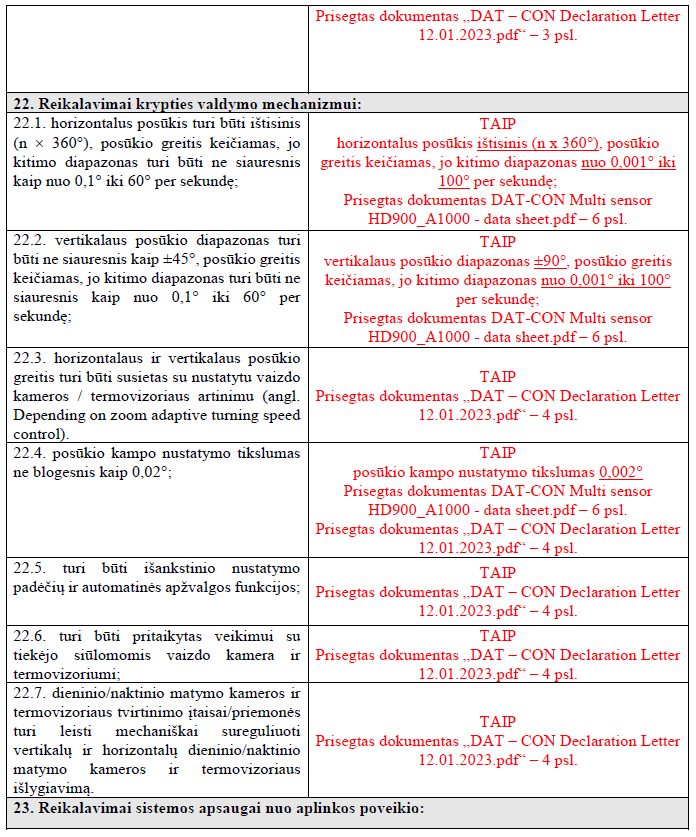 Prisegtas dokumentas „DAT – CON Declaration Letter
12.01.2023.pdf“ – 3 psl.
22. Reikalavimai krypties valdymo mechanizmui:
22.1. horizontalus posūkis turi būti ištisinis
(n × 360°), posūkio greitis keičiamas, jo
kitimo diapazonas turi būti ne siauresnis
kaip nuo 0,1° iki 60° per sekundę;
TAIP
horizontalus posūkis ištisinis (n x 360°), posūkio
greitis keičiamas, jo kitimo diapazonas nuo 0,001° iki
100° per sekundę;
Prisegtas dokumentas DAT-CON Multi sensor
HD900_A1000 - data sheet.pdf – 6 psl.
22.2. vertikalaus posūkio diapazonas turi
būti ne siauresnis kaip ±45°, posūkio greitis
keičiamas, jo kitimo diapazonas turi būti ne
siauresnis kaip nuo 0,1° iki 60° per
sekundę;
TAIP
vertikalaus posūkio diapazonas ±90°, posūkio greitis
keičiamas, jo kitimo diapazonas nuo 0,001° iki 100°
per sekundę;
Prisegtas dokumentas DAT-CON Multi sensor
HD900_A1000 - data sheet.pdf – 6 psl.
22.3. horizontalaus ir vertikalaus posūkio
greitis turi būti susietas su nustatytu vaizdo
kameros / termovizoriaus artinimu (angl.
Depending on zoom adaptive turning speed
control).
TAIP
Prisegtas dokumentas „DAT – CON Declaration Letter
12.01.2023.pdf“ – 4 psl.
22.4. posūkio kampo nustatymo tikslumas
ne blogesnis kaip 0,02°;
TAIP
posūkio kampo nustatymo tikslumas 0,002°
Prisegtas dokumentas DAT-CON Multi sensor
HD900_A1000 - data sheet.pdf – 6 psl.
Prisegtas dokumentas „DAT – CON Declaration Letter
12.01.2023.pdf“ – 4 psl.
22.5. turi būti išankstinio nustatymo
padėčių ir automatinės apžvalgos funkcijos;
TAIP
Prisegtas dokumentas „DAT – CON Declaration Letter
12.01.2023.pdf“ – 4 psl.
22.6. turi būti pritaikytas veikimui su
tiekėjo siūlomomis vaizdo kamera ir
termovizoriumi;
TAIP
Prisegtas dokumentas „DAT – CON Declaration Letter
12.01.2023.pdf“ – 4 psl.
22.7. dieninio/naktinio matymo kameros ir
termovizoriaus tvirtinimo įtaisai/priemonės
turi leisti mechaniškai sureguliuoti
vertikalų ir horizontalų dieninio/naktinio
matymo kameros ir termovizoriaus
išlygiavimą.
TAIP
Prisegtas dokumentas „DAT – CON Declaration Letter
12.01.2023.pdf“ – 4 psl.
23. Reikalavimai sistemos apsaugai nuo aplinkos poveikio: